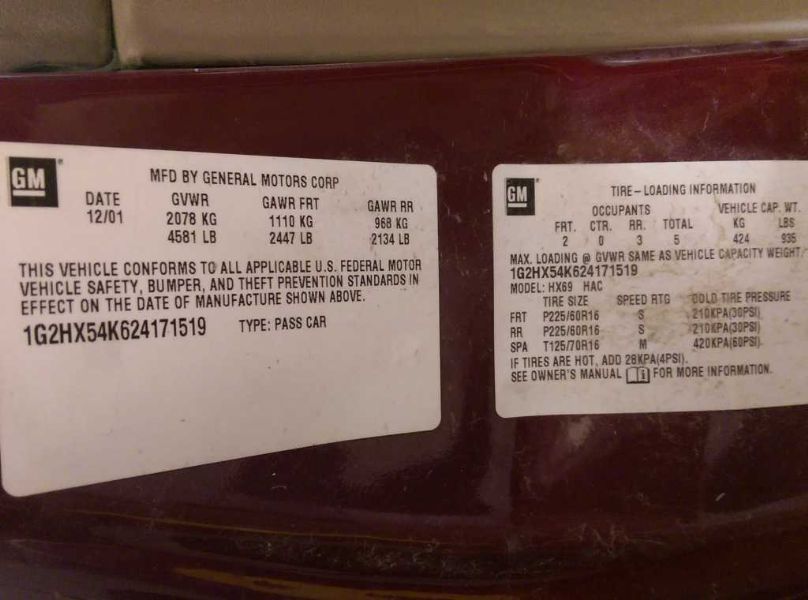 GM
MFD BY GENERAL MOTORS CORP
DATE GVWR GAWR FRT GAWR RR
12/01 2078 KG 1110 KG 968 KG
4581 LB 2447 LB 2134 LB
THIS VEHICLE CONFORMS TO ALL APPLICABLE U.S. FEDERAL MOTOR
VEHICLE SAFETY, BUMPER, AND THEFT PREVENTION STANDARDS IN
EFFECT ON THE DATE OF MANUFACTURE SHOWN ABOVE.
1G2HX54K624171519 TYPE: PASS CAR
GM
TIRE-LOADING INFORMATION
OCCUPANTS VEHICLE CAP. WT.
FRT. CTR. RR. TOTAL KG LBS
2 0 3 5 424 935
MAX. LOADING @ GVWR SAME AS VEHICLE CAPACITY WEIGHT
1G2HX54K624171519
MODEL: HX69 HAC
TIRE SIZE SPEED RTG COLD TIRE PRESSURE
FRT P225/60R16 S 210KPA(30PSI)
RR P225/60R16 S 210KPA(30PSI)
SPA T125/70R16 M 420KPA(60PSI)
IF TIRES ARE HOT, ADD 28KPA(4PSI).
SEE OWNER'S MANUAL FOR MORE INFORMATION.